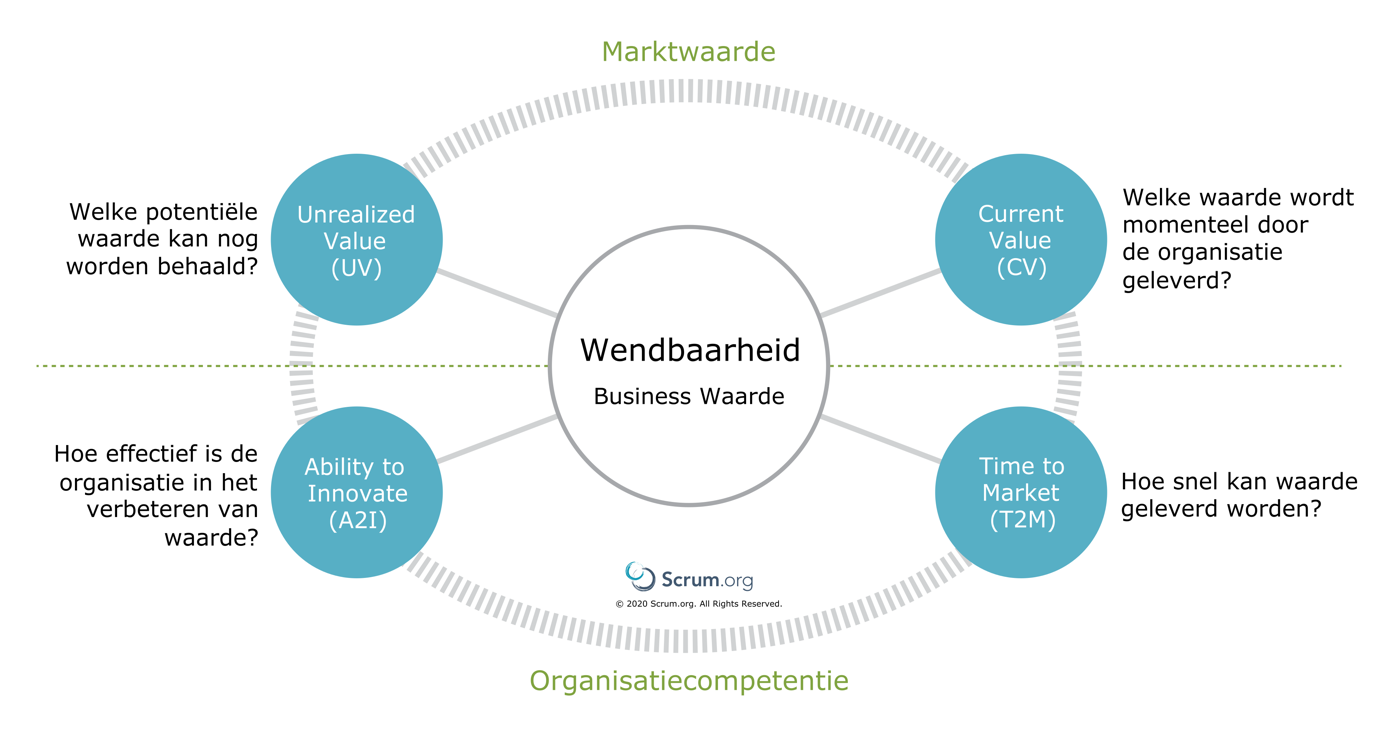 Marktwaarde
Welke potentiële
waarde kan nog
worden behaald?
Unrealized
Value
(UV)
Current
Value
(CV)
Welke waarde wordt
momenteel door
de organisatie
geleverd?
Wendbaarheid
Business Waarde
Hoe effectief is de
organisatie in het
verbeteren van
waarde?
Ability to
Innovate
(A2I)
Time to
Market
(T2M)
Hoe snel kan waarde
geleverd worden?
Scrum.org
© 2020 Scrum.org. All Rights Reserved.
Organisatiecompetentie